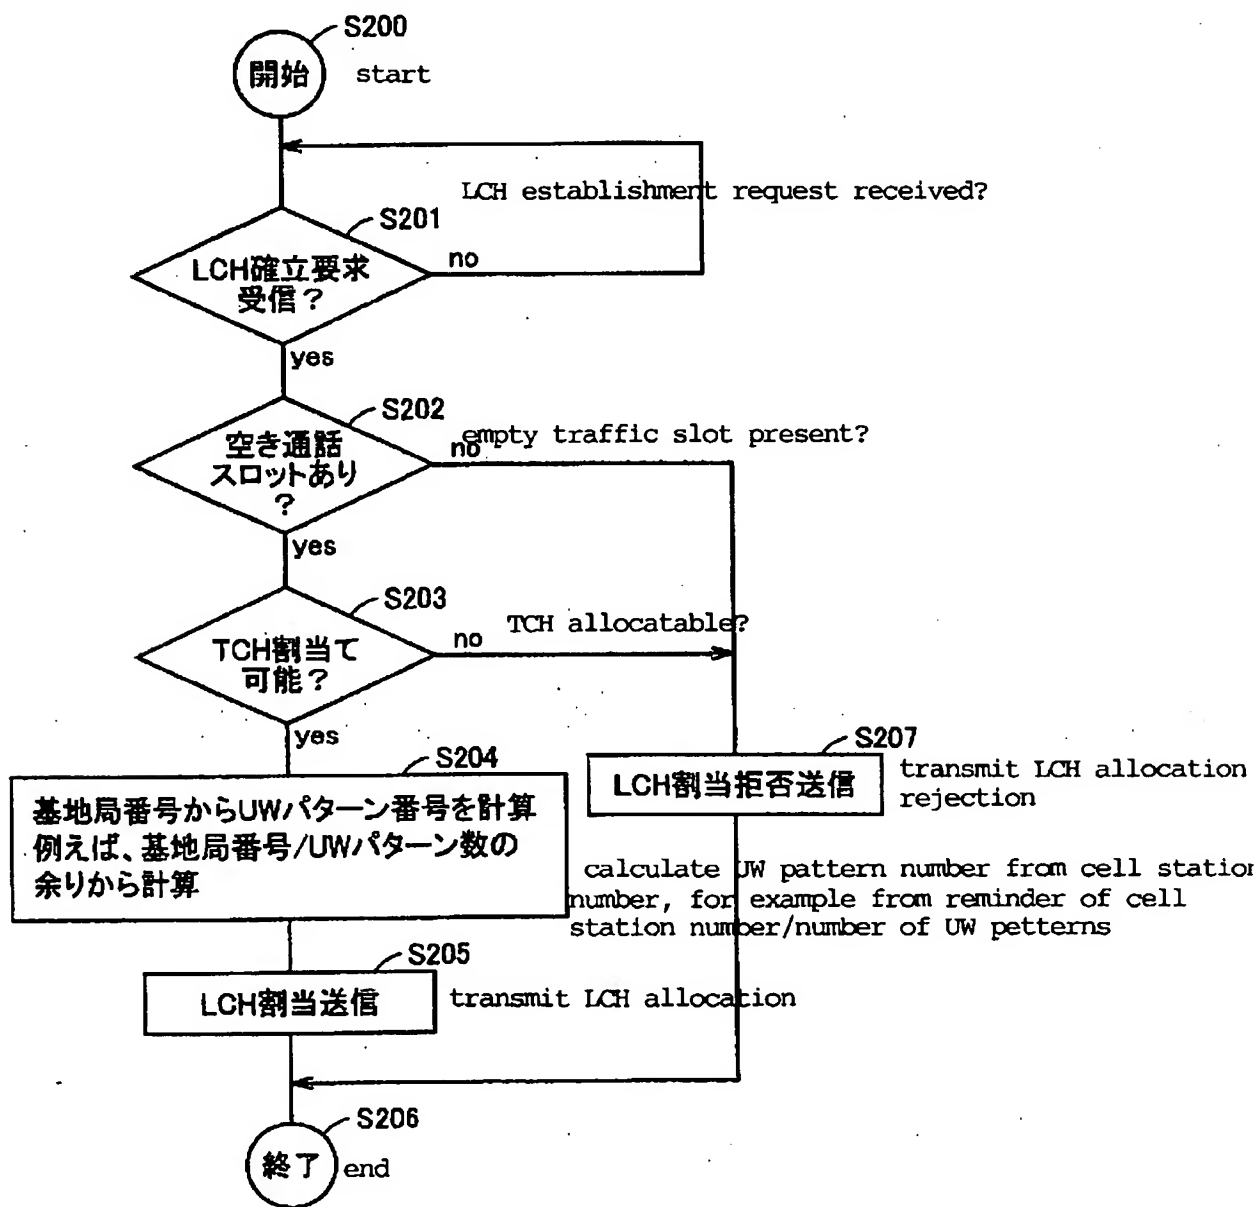 S200
開始
start
LCH establishment request received?
S201
LCH確立要求
受信？
no
yes
S202
empty traffic slot present?
空き通話
スロットあり
？
no
yes
S203
TCH allocatable?
TCH割当て
可能？
no
yes
S204
基地局番号からUWパターン番号を計算
例えば、基地局番号/UWパターン数の
余りから計算
S207
LCH割当拒否送信
transmit LCH allocation
rejection
calculate UW pattern number from cell station
number, for example from reminder of cell
station number/number of UW petterns
S205
LCH割当送信
transmit LCH allocation
S206
終了
end